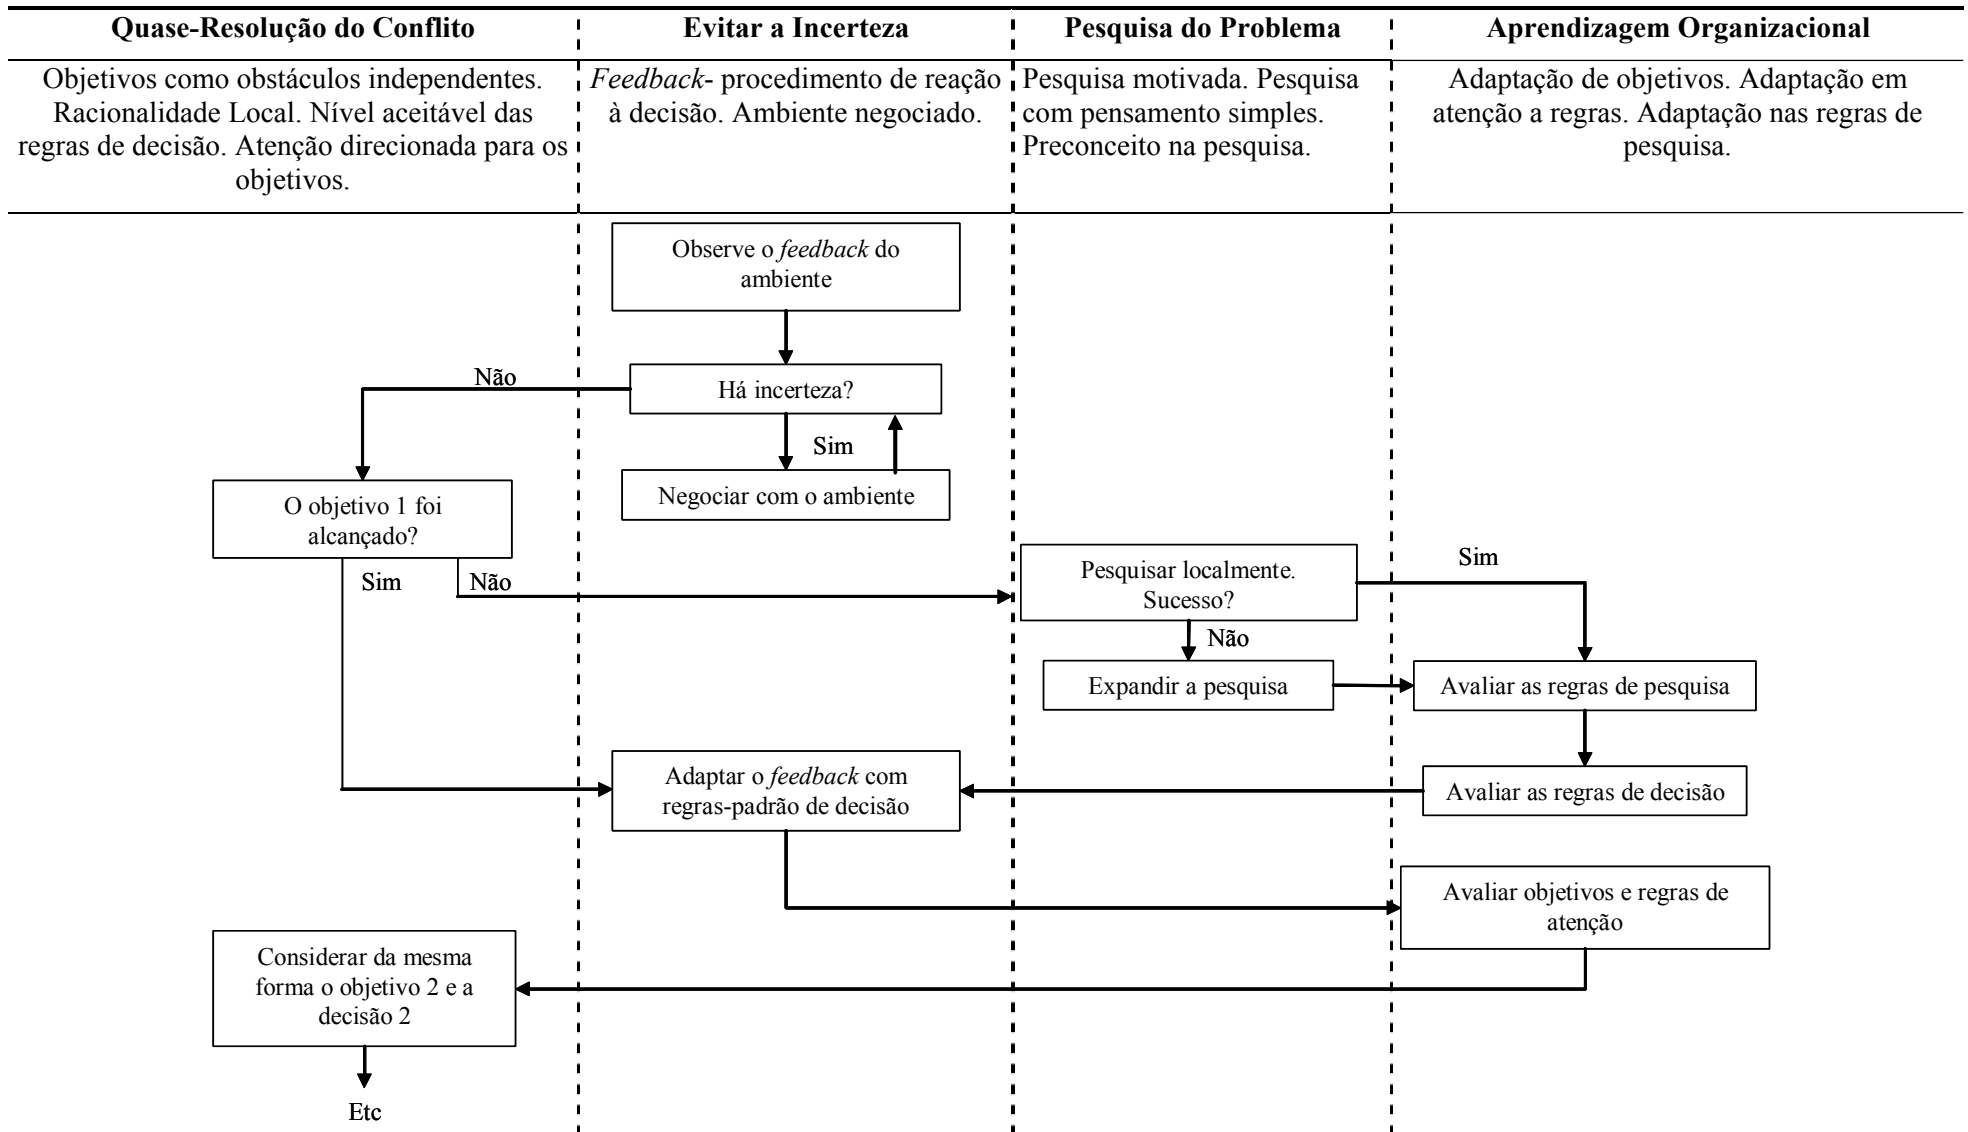 Quase-Resolução do Conflito
Evitar a Incerteza
Pesquisa do Problema
Aprendizagem Organizacional
Objetivos como obstáculos independentes.
Racionalidade Local. Nível aceitável das
regras de decisão. Atenção direcionada para os
objetivos.
Feedback- procedimento de reação
à decisão. Ambiente negociado.
Pesquisa motivada. Pesquisa
com pensamento simples.
Preconceito na pesquisa.
Adaptação de objetivos. Adaptação em
atenção a regras. Adaptação nas regras de
pesquisa.
Observe o feedback do
ambiente
Não
Há incerteza?
Sim
Negociar com o ambiente
O objetivo 1 foi
alcançado?
Sim
Não
Pesquisar localmente.
Sucesso?
Sim
Não
Expandir a pesquisa
Avaliar as regras de pesquisa
Adaptar o feedback com
regras-padrão de decisão
Avaliar as regras de decisão
Avaliar objetivos e regras de
atenção
Considerar da mesma
forma o objetivo 2 e a
decisão 2
Etc